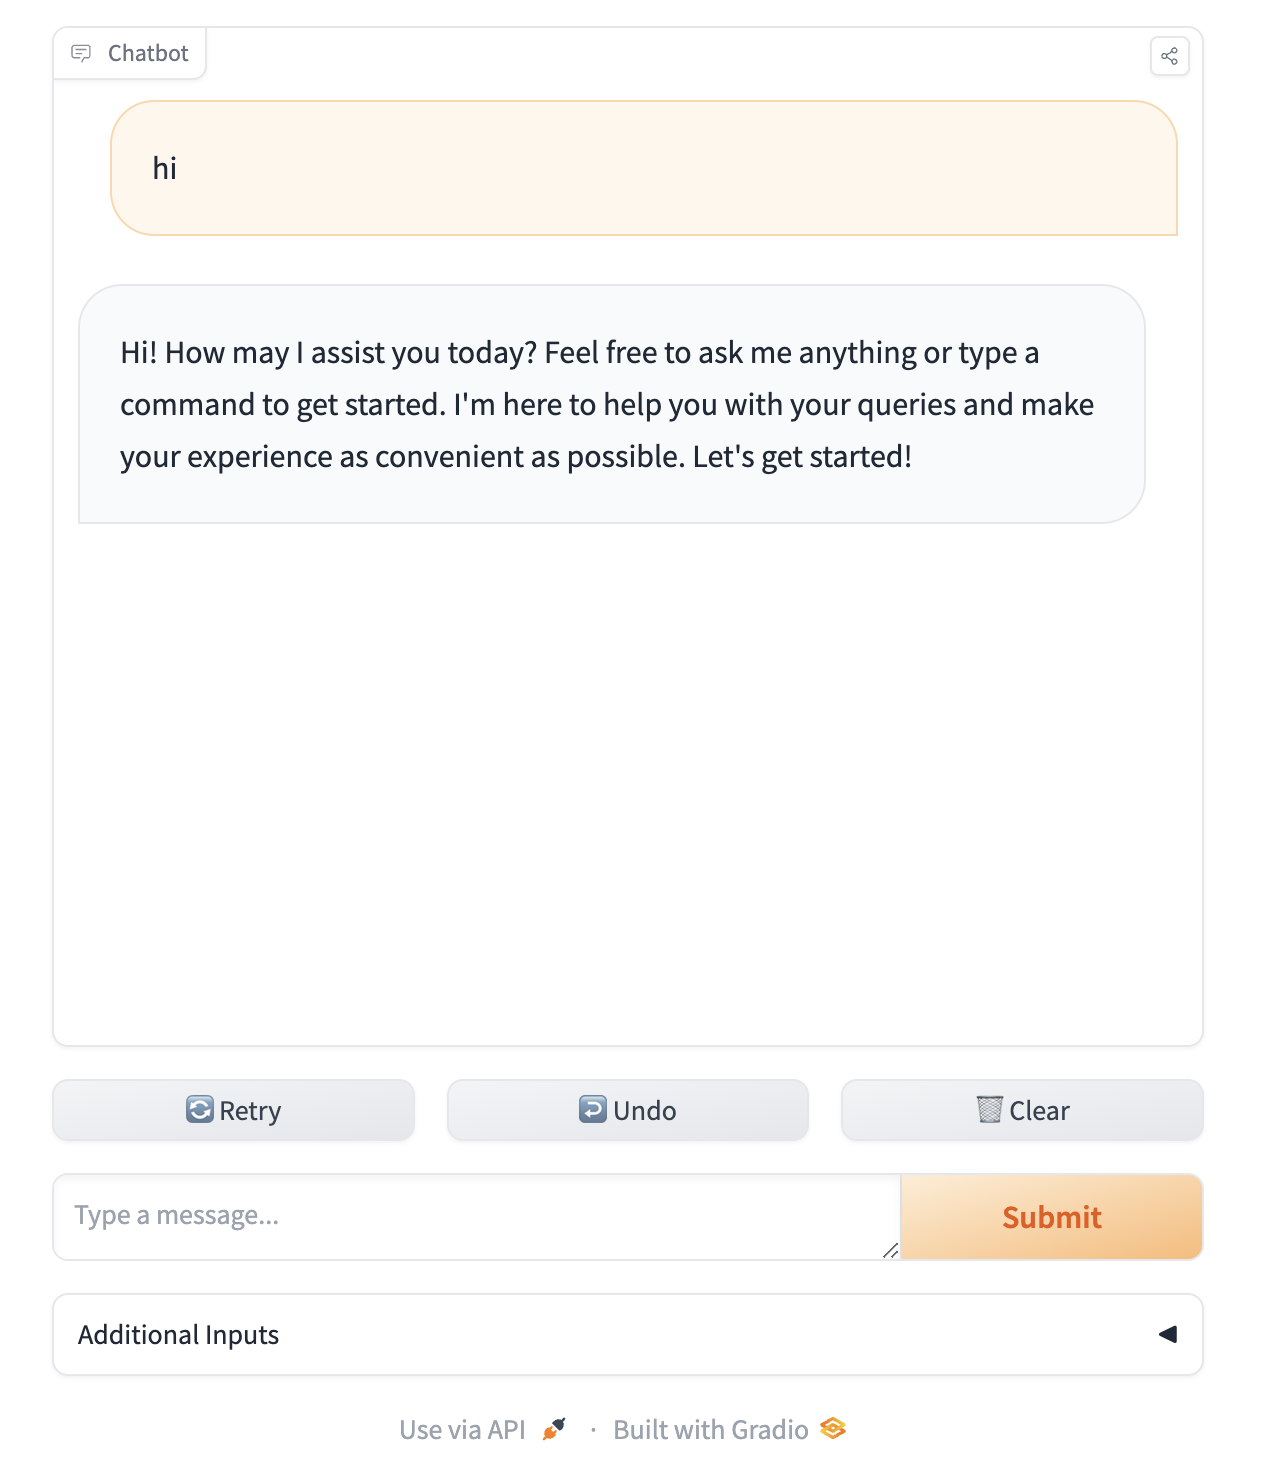 Chatbot
hi
Hi! How may I assist you today? Feel free to ask me anything or type a
command to get started. I'm here to help you with your queries and make
your experience as convenient as possible. Let's get started!
Retry
Undo
Clear
Type a message...
Submit
Additional Inputs
Use via API · Built with Gradio